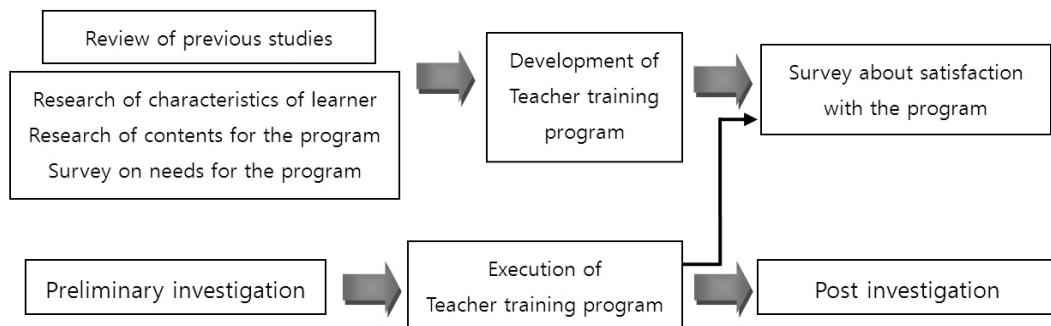 Review of previous studies
Research of characteristics of learner
Research of contents for the program
Survey on needs for the program
Development of
Teacher training
program
Survey about satisfaction
with the program
Preliminary investigation
Execution of
Teacher training program
Post investigation